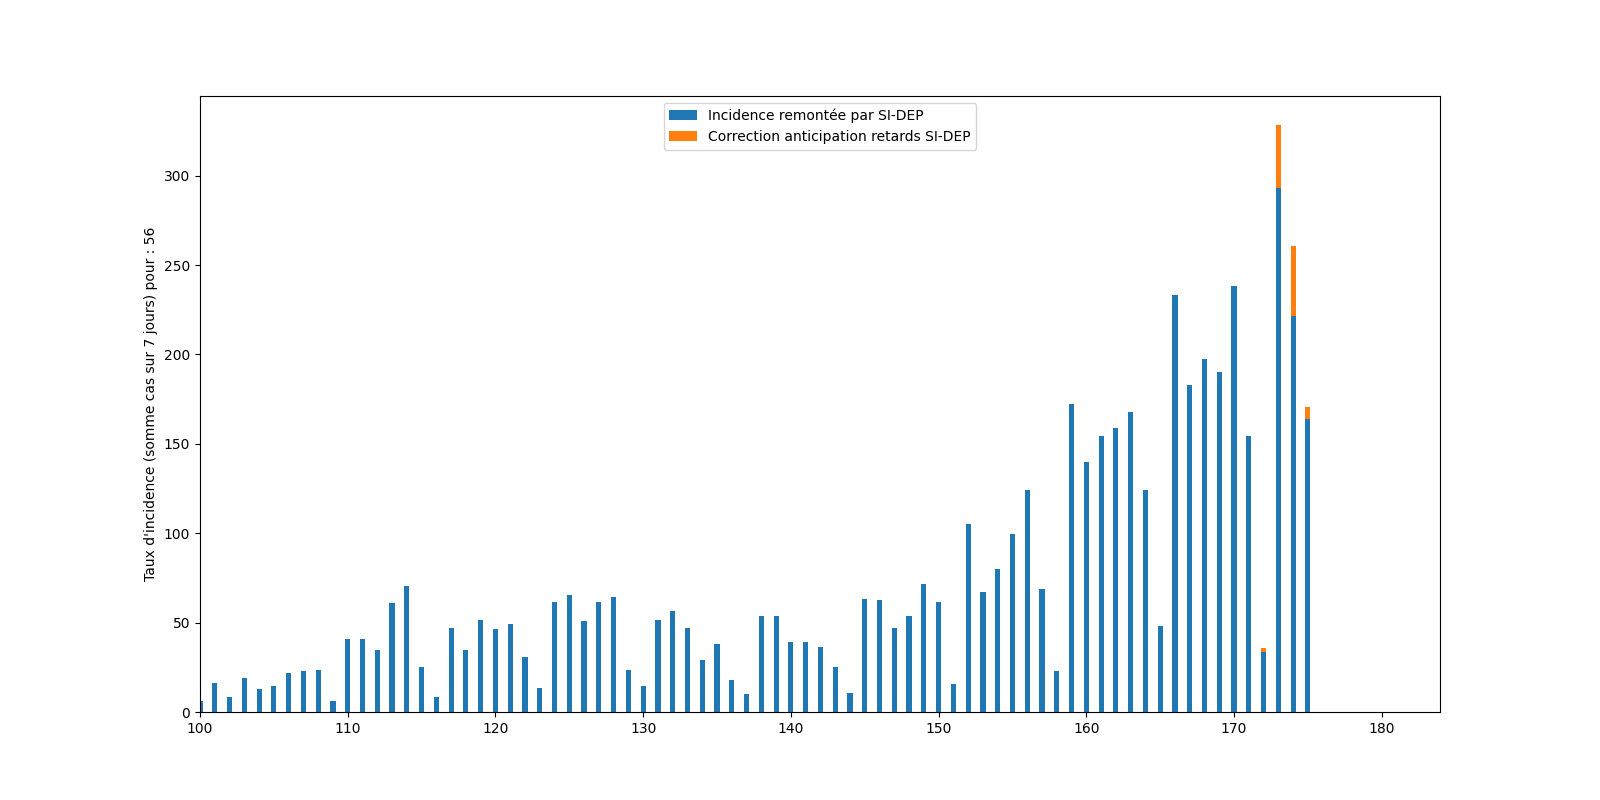 Incidence remontée par SI-DEP
Correction anticipation retards SI-DEP
Taux d'incidence (somme cas sur 7 jours) pour : 56
300
250
200
150
100
50
0
100 110 120 130 140 150 160 170 180